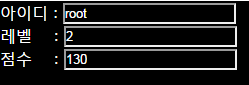 아이디 : root
레벨 : 2
점수 : 130